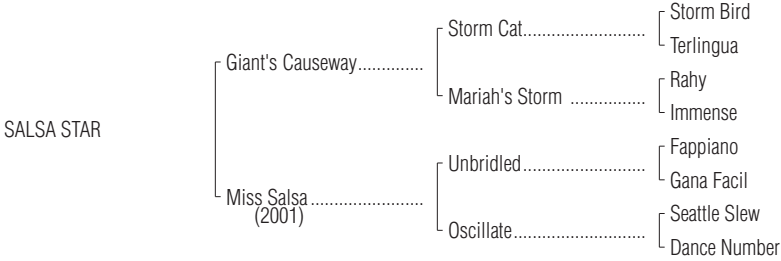 Storm Bird
Storm Cat..............................
Terlingua
Giant's Causeway..............
Rahy
Mariah's Storm .................
Immense
SALSA STAR
Fappiano
Unbridled..............................
Gana Facil
Miss Salsa ..........................
(2001)
Seattle Slew
Oscillate................................
Dance Number